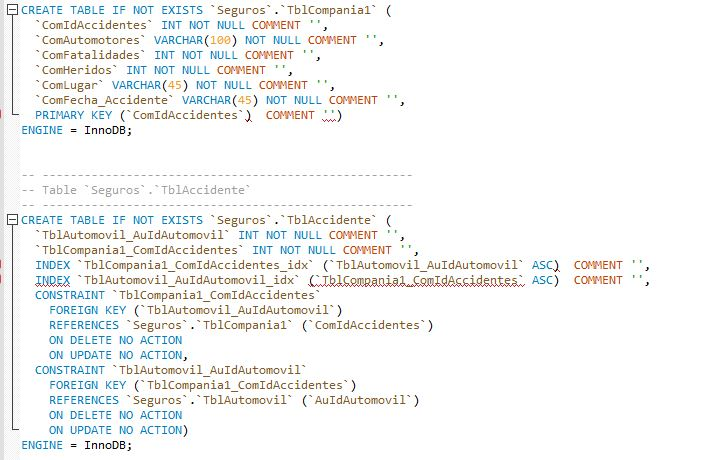 CREATE TABLE IF NOT EXISTS `Seguros`.`TblCompania1` (
  `ComIdAccidentes` INT NOT NULL COMMENT '',
  `ComAutomotores` VARCHAR(100) NOT NULL COMMENT '',
  `ComFatalidades` INT NOT NULL COMMENT '',
  `ComHeridos` INT NOT NULL COMMENT '',
  `ComLugar` VARCHAR(45) NOT NULL COMMENT '',
  `ComFecha_Accidente` VARCHAR(45) NOT NULL COMMENT '',
  PRIMARY KEY (`ComIdAccidentes`)  COMMENT '')
ENGINE = InnoDB;
-- -----------------------------------------------------
-- Table `Seguros`.`TblAccidente`
-- -----------------------------------------------------
CREATE TABLE IF NOT EXISTS `Seguros`.`TblAccidente` (
  `TblAutomovil_AuIdAutomovil` INT NOT NULL COMMENT '',
  `TblCompania1_ComIdAccidentes` INT NOT NULL COMMENT '',
  INDEX `TblCompania1_ComIdAccidentes_idx` (`TblAutomovil_AuIdAutomovil` ASC)  COMMENT '',
  INDEX `TblAutomovil_AuIdAutomovil_idx` (`TblCompania1_ComIdAccidentes` ASC)  COMMENT '',
  CONSTRAINT `TblCompania1_ComIdAccidentes`
    FOREIGN KEY (`TblAutomovil_AuIdAutomovil`)
    REFERENCES `Seguros`.`TblCompania1` (`ComIdAccidentes`)
    ON DELETE NO ACTION
    ON UPDATE NO ACTION,
  CONSTRAINT `TblAutomovil_AuIdAutomovil`
    FOREIGN KEY (`TblCompania1_ComIdAccidentes`)
    REFERENCES `Seguros`.`TblAutomovil` (`AuIdAutomovil`)
    ON DELETE NO ACTION
    ON UPDATE NO ACTION)
ENGINE = InnoDB;